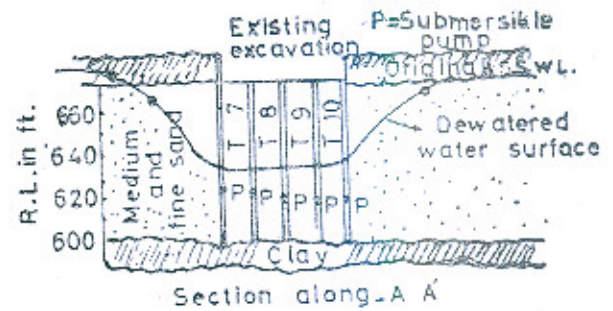 Existing
excavation
P=Submersible
pump
Original W.L.
R.L. in ft.
660
640
620
600
Medium
and
fine sand
T 7
T 8
T 9
T 10
Dewatered
water surface
P
P
P
P
P
Clay
Section along A A'